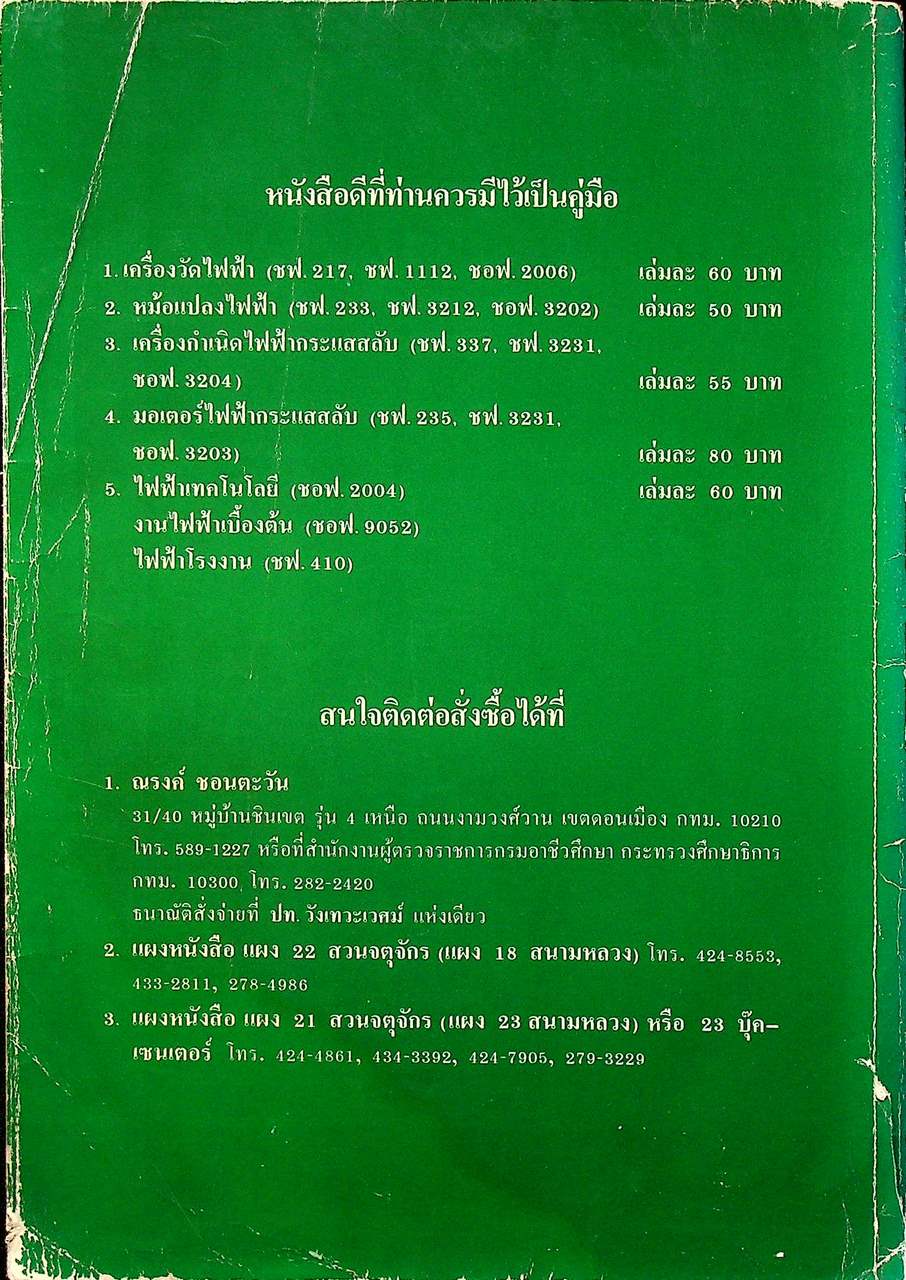 หนังสือดีที่ท่านควรมีไว้เป็นคู่มือ
1. เครื่องวัดไฟฟ้า (ชฟ. 217, ชฟ. 1112, ชอฟ. 2006) เล่มละ 60 บาท
2. หม้อแปลงไฟฟ้า (ชฟ. 233, ชฟ. 3212, ชอฟ. 3202) เล่มละ 50 บาท
3. เครื่องกำเนิดไฟฟ้ากระแสสลับ (ชฟ. 337, ชฟ. 3231,
ชอฟ. 3204) เล่มละ 55 บาท
4. มอเตอร์ไฟฟ้ากระแสสลับ (ชฟ. 235, ชฟ. 3231,
ชอฟ. 3203) เล่มละ 80 บาท
5. ไฟฟ้าเทคโนโลยี (ชอฟ. 2004) เล่มละ 60 บาท
งานไฟฟ้าเบื้องต้น (ชอฟ. 9052)
ไฟฟ้าโรงงาน (ชฟ. 410)
สนใจติดต่อสั่งซื้อได้ที่
1. ณรงค์ ชอนตะวัน
31/40 หมู่บ้านชินเขต รุ่น 4 เหนือ ถนนงามวงศ์วาน เขตดอนเมือง กทม. 10210
โทร. 589-1227 หรือที่สำนักงานผู้ตรวจราชการกรมอาชีวศึกษา กระทรวงศึกษาธิการ
กทม. 10300 โทร. 282-2420
ธนาณัติสั่งจ่ายที่ ปท. วังเทวะเวศม์ แห่งเดียว
2. แผงหนังสือ แผง 22 สวนจตุจักร (แผง 18 สนามหลวง) โทร. 424-8553,
433-2811, 278-4986
3. แผงหนังสือ แผง 21 สวนจตุจักร (แผง 23 สนามหลวง) หรือ 23 บุ๊ค-
เซนเตอร์ โทร. 424-4861, 434-3392, 424-7905, 279-3229